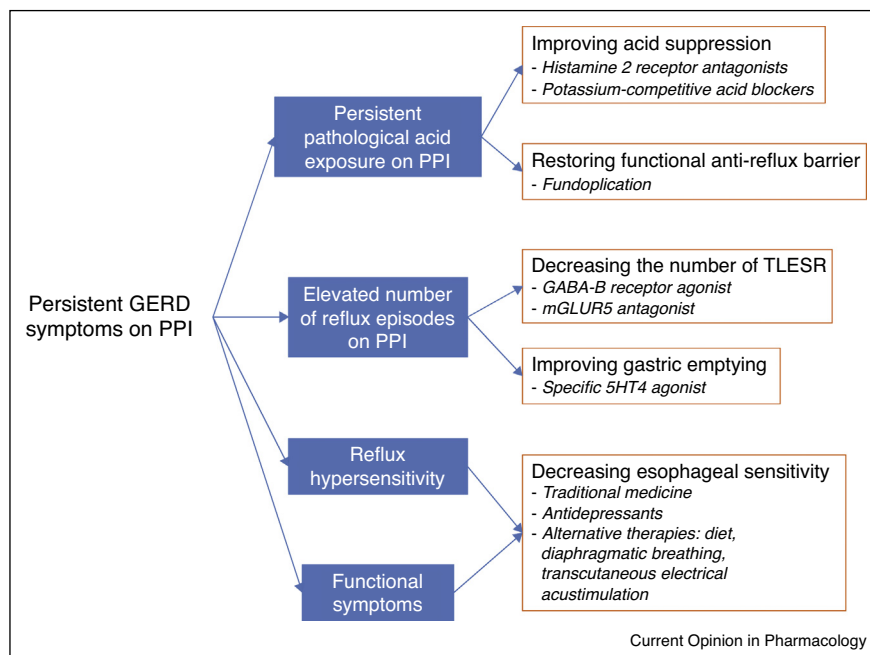 Persistent GERD
symptoms on PPI
Persistent
pathological acid
exposure on PPI
Improving acid suppression
- Histamine 2 receptor antagonists
- Potassium-competitive acid blockers
Restoring functional anti-reflux barrier
- Fundoplication
Elevated number
of reflux episodes
on PPI
Decreasing the number of TLESR
- GABA-B receptor agonist
- mGLUR5 antagonist
Improving gastric emptying
- Specific 5HT4 agonist
Reflux
hypersensitivity
Functional
symptoms
Decreasing esophageal sensitivity
- Traditional medicine
- Antidepressants
- Alternative therapies: diet,
diaphragmatic breathing,
transcutaneous electrical
acustimulation
Current Opinion in Pharmacology